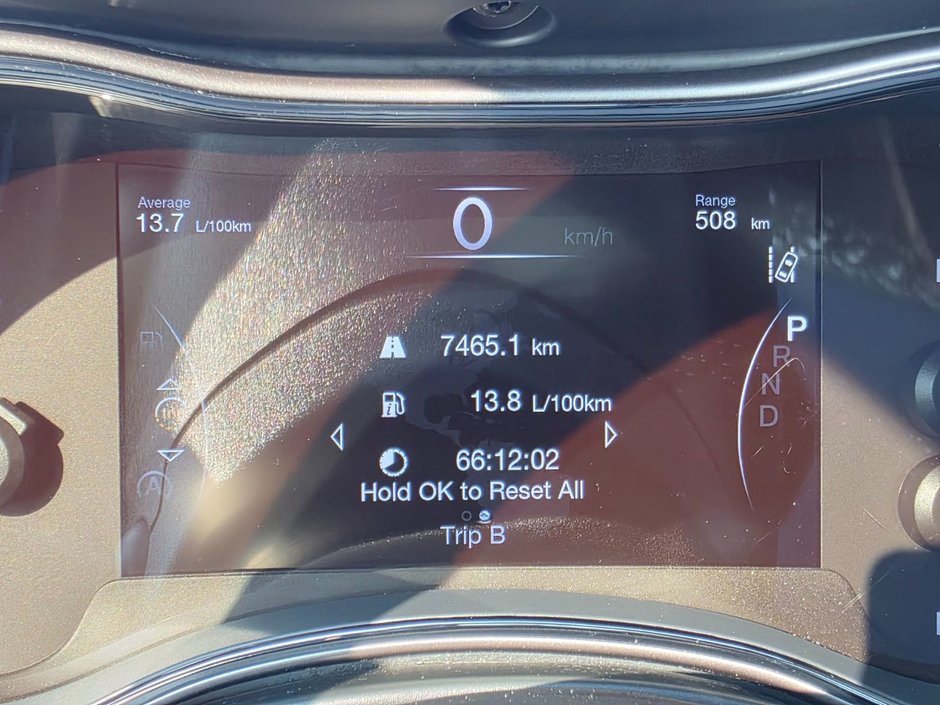 Average
13.7 L/100km
0 km/h
Range
508 km
P
R
N
D
7465.1 km
13.8 L/100km
66:12:02
Hold OK to Reset All
Trip B
A